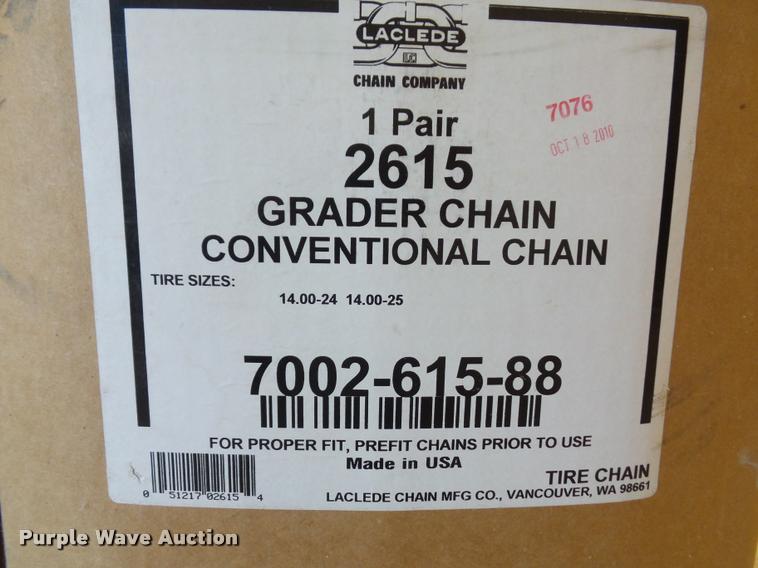 LACLEDE
CHAIN COMPANY
1 Pair
2615
GRADER CHAIN
CONVENTIONAL CHAIN
7076
OCT 18 2010
TIRE SIZES:
14.00-24 14.00-25
7002-615-88
FOR PROPER FIT, PREFIT CHAINS PRIOR TO USE
Made in USA
TIRE CHAIN
LACLEDE CHAIN MFG CO., VANCOUVER, WA 98661
0 51217 02615 4
Purple Wave Auction